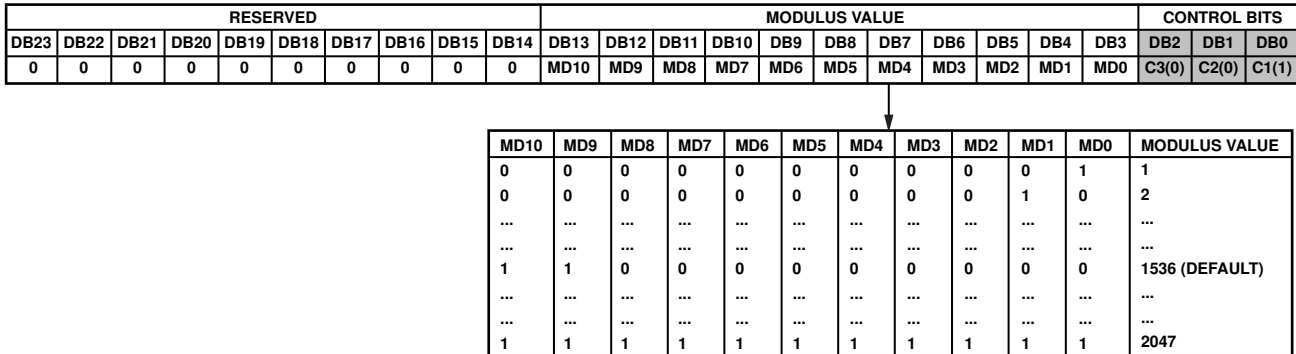 RESERVED MODULUS VALUE CONTROL BITS
DB23 DB22 DB21 DB20 DB19 DB18 DB17 DB16 DB15 DB14 DB13 DB12 DB11 DB10 DB9 DB8 DB7 DB6 DB5 DB4 DB3 DB2 DB1 DB0
0 0 0 0 0 0 0 0 0 0 MD10 MD9 MD8 MD7 MD6 MD5 MD4 MD3 MD2 MD1 MD0 C3(0) C2(0) C1(1)
MD10 MD9 MD8 MD7 MD6 MD5 MD4 MD3 MD2 MD1 MD0 MODULUS VALUE
0 0 0 0 0 0 0 0 0 0 1 1
0 0 0 0 0 0 0 0 0 1 0 2
... ... ... ... ... ... ... ... ... ... ... ...
... ... ... ... ... ... ... ... ... ... ... ...
1 1 0 0 0 0 0 0 0 0 0 1536 (DEFAULT)
... ... ... ... ... ... ... ... ... ... ... ...
... ... ... ... ... ... ... ... ... ... ... ...
1 1 1 1 1 1 1 1 1 1 1 2047